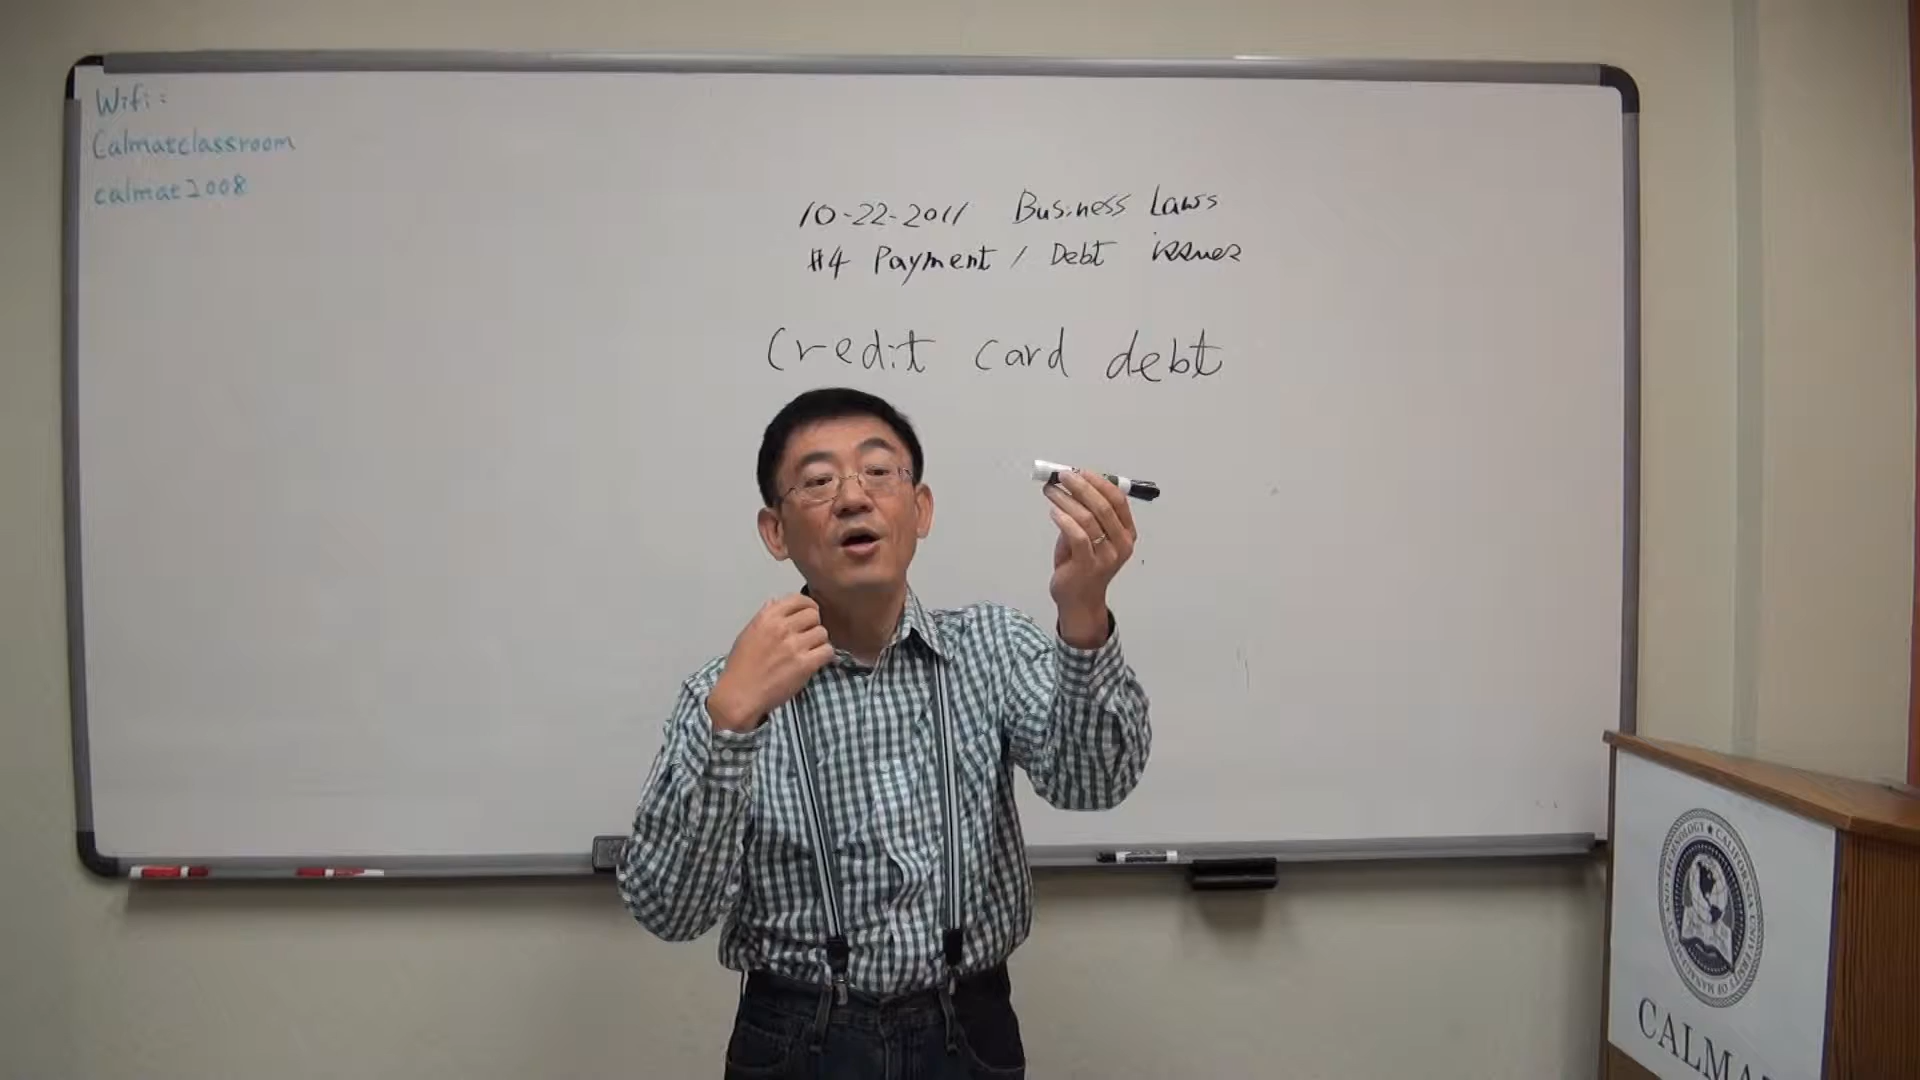 Wifi:
Calmatclassroom
calmat2008
10-22-2011 Business Laws
#4 Payment / Debt issues
Credit card debt
CALMA